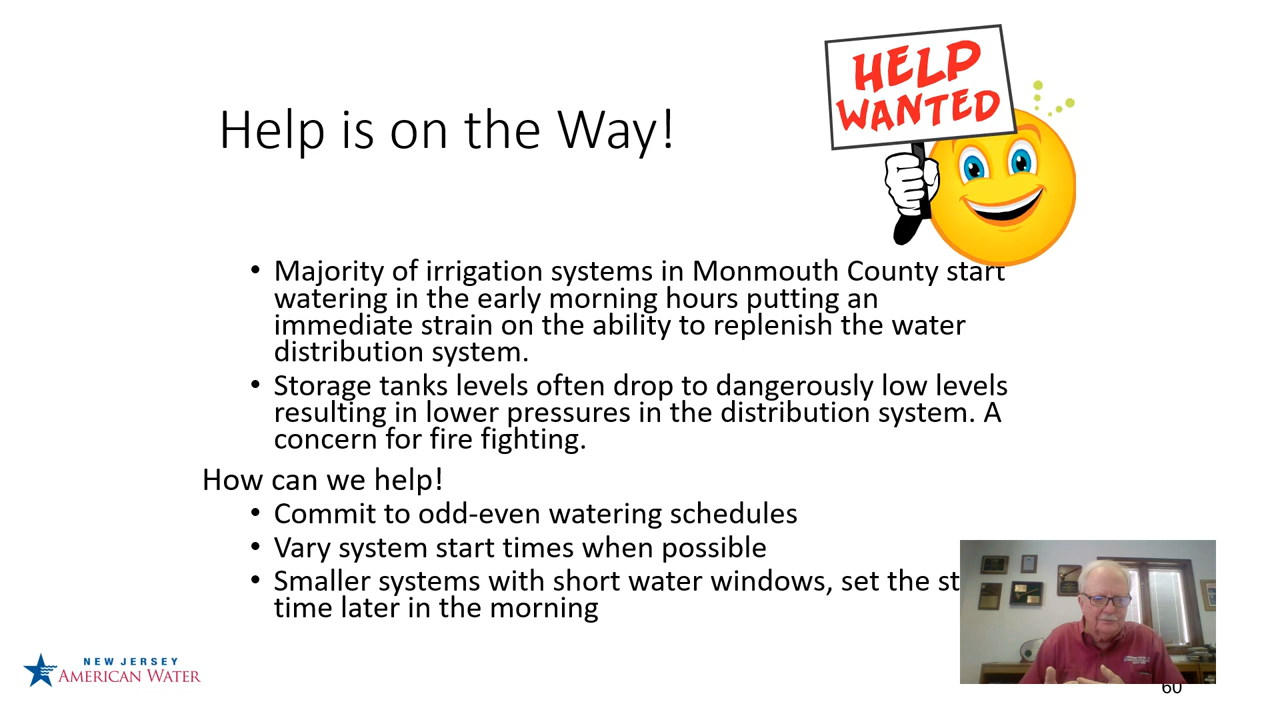 HELP
WANTED
Help is on the Way!
• Majority of irrigation systems in Monmouth County start
watering in the early morning hours putting an
immediate strain on the ability to replenish the water
distribution system.
• Storage tanks levels often drop to dangerously low levels
resulting in lower pressures in the distribution system. A
concern for fire fighting.
How can we help!
• Commit to odd-even watering schedules
• Vary system start times when possible
• Smaller systems with short water windows, set the st
time later in the morning
NEW JERSEY
AMERICAN WATER
60